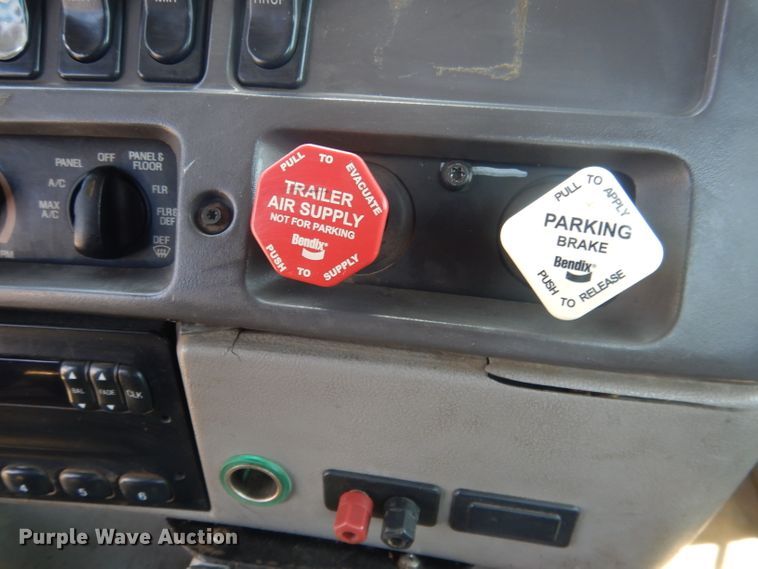 PANEL
OFF
PANEL &
FLOOR
A/C
FLR
MAX
A/C
FLR &
DEF
DEF
PULL TO EVACUATE
TRAILER
AIR SUPPLY
NOT FOR PARKING
Bendix®
PUSH TO SUPPLY
PULL TO APPLY
PARKING
BRAKE
Bendix®
PUSH TO RELEASE
BAL
FADE
CLK
4
5
6
Purple Wave Auction